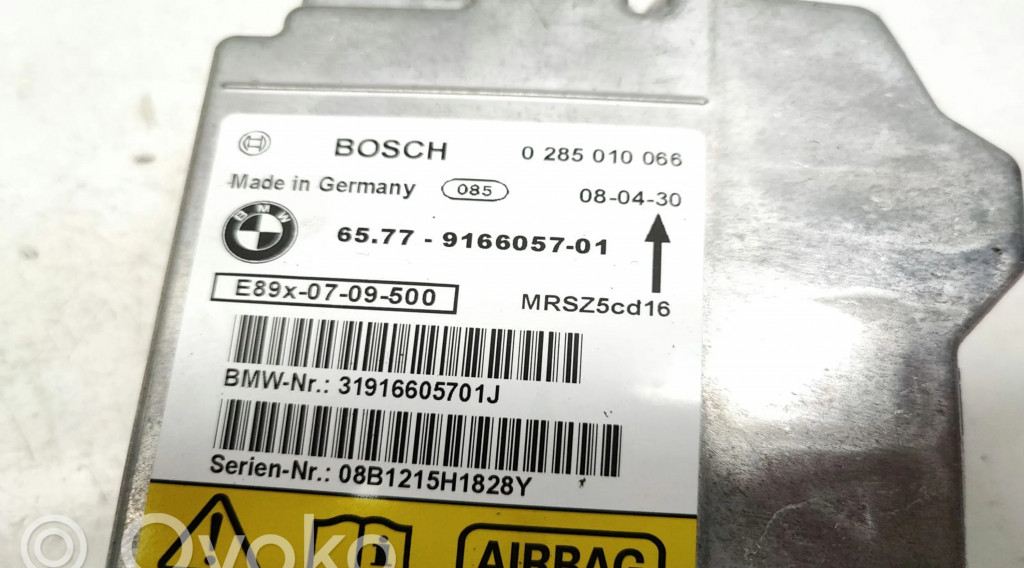 BOSCH 0 285 010 066
Made in Germany 085 08-04-30
BMW
65.77 - 9166057-01
E89x-07-09-500 MRSZ5cd16
BMW-Nr.: 31916605701J
Serien-Nr.: 08B1215H1828Y
i AIRBAG
Ovoko